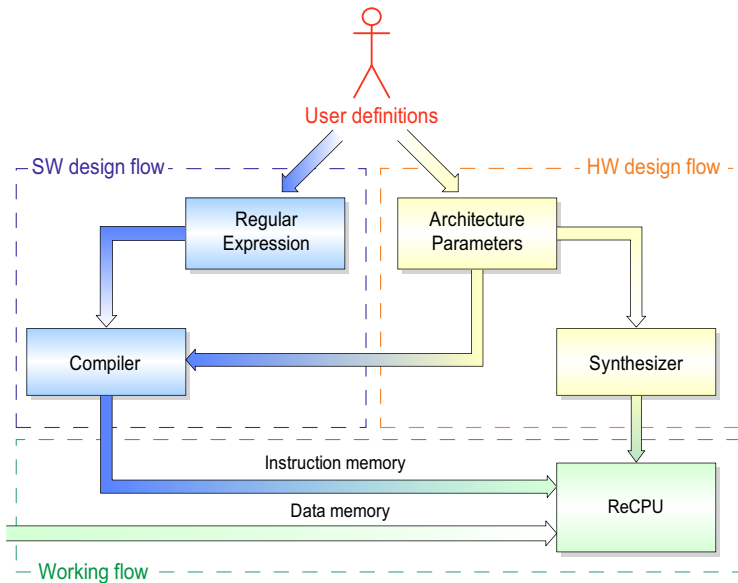 User definitions
SW design flow
HW design flow
Regular
Expression
Architecture
Parameters
Compiler
Synthesizer
Instruction memory
Data memory
ReCPU
Working flow